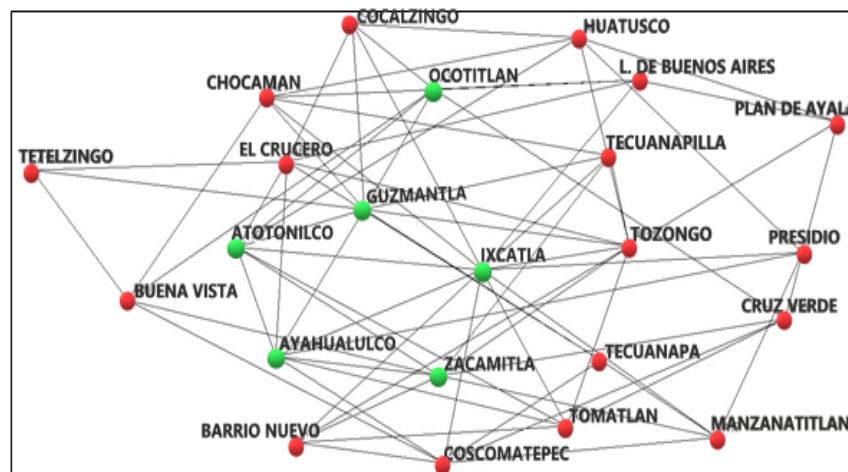 COCALZINGO
HUATUSCO
OCOTITLAN
L. DE BUENOS AIRES
CHOCAMAN
PLAN DE AYALA
TETELZINGO
EL CRUCERO
TECUANAPILLA
GUZMANTLA
ATOTONILCO
IXCATLA
TOZONGO
PRESIDIO
BUENA VISTA
CRUZ VERDE
AYAHUALULCO
ZACAMITLA
TECUANAPA
BARRIO NUEVO
TOMATLAN
MANZANATITLAN
COSCOMATEPEC